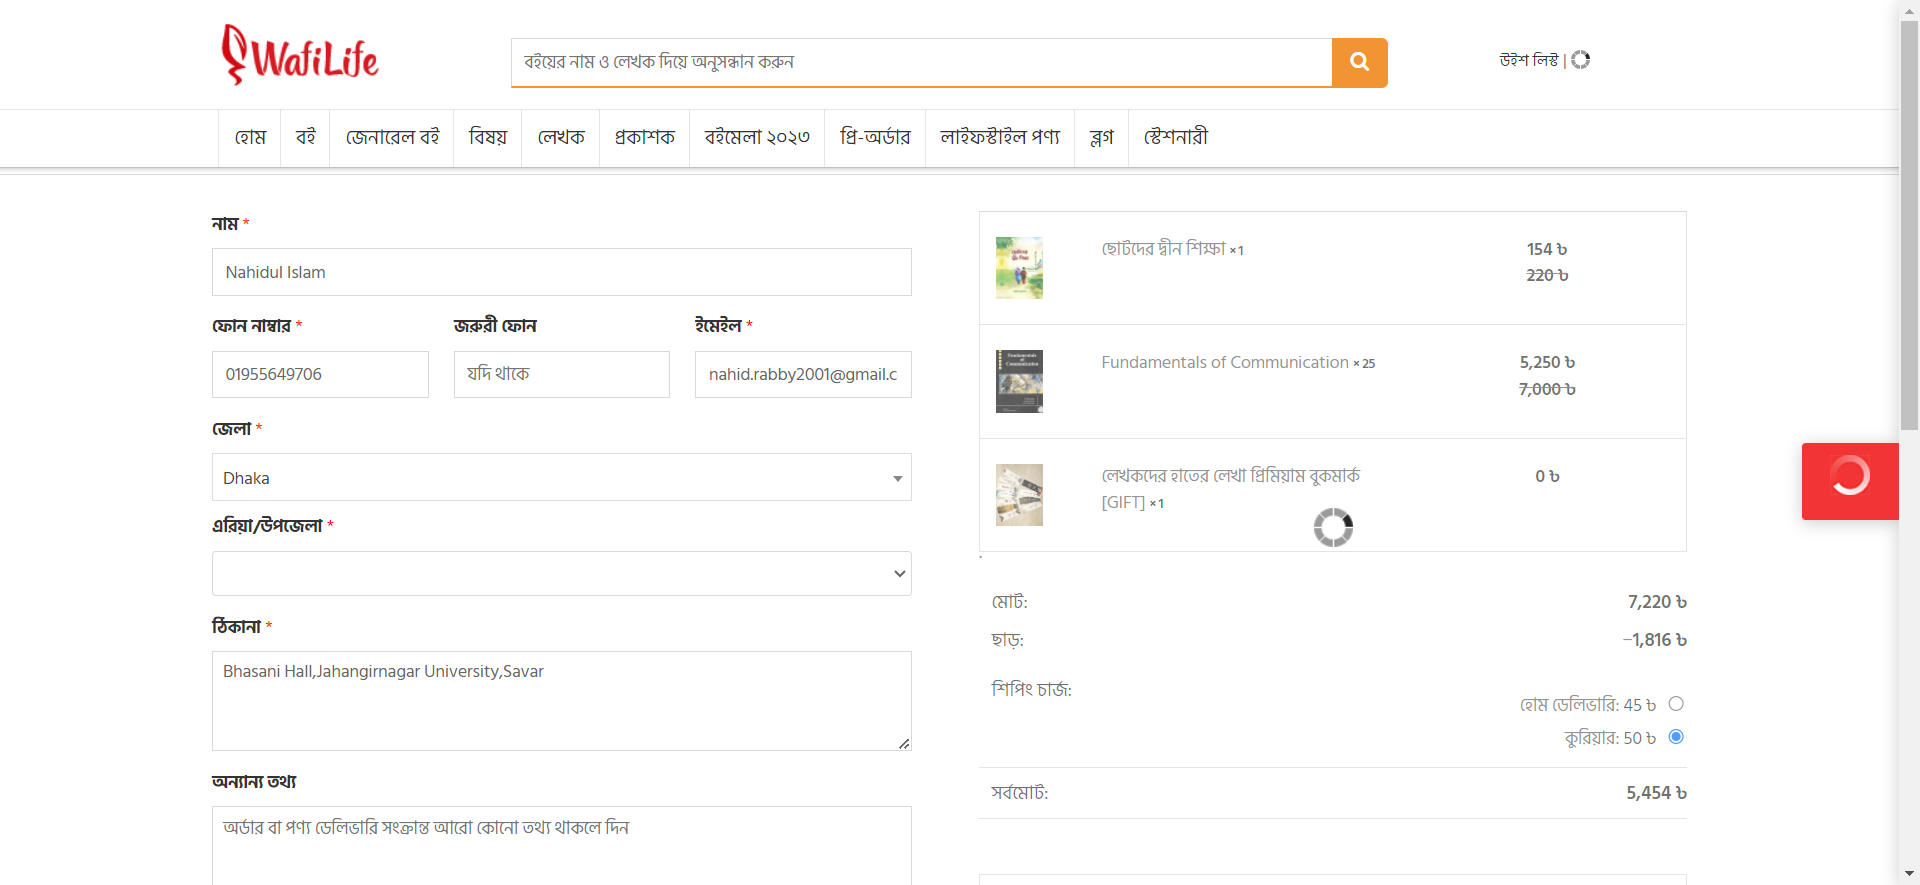 WafiLife
বইয়ের নাম ও লেখক দিয়ে অনুসন্ধান করুন
উইশ লিস্ট |
হোম
বই
জেনারেল বই
বিষয়
লেখক
প্রকাশক
বইমেলা ২০২৩
প্রি-অর্ডার
লাইফস্টাইল পণ্য
ব্লগ
স্টেশনারী
নাম *
Nahidul Islam
ফোন নাম্বার *
জরুরী ফোন
ইমেইল *
01955649706
যদি থাকে
nahid.rabby2001@gmail.c
জেলা *
Dhaka
এরিয়া/উপজেলা *
ঠিকানা *
Bhasani Hall,Jahangirnagar University,Savar
অন্যান্য তথ্য
অর্ডার বা পণ্য ডেলিভারি সংক্রান্ত আরো কোনো তথ্য থাকলে দিন
ছোটদের দ্বীন শিক্ষা × 1
154 ৳
220 ৳
Fundamentals of Communication × 25
5,250 ৳
7,000 ৳
লেখকদের হাতের লেখা প্রিমিয়াম বুকমার্ক
[GIFT] × 1
0 ৳
মোট:
7,220 ৳
ছাড়:
−1,816 ৳
শিপিং চার্জ:
হোম ডেলিভারি: 45 ৳
কুরিয়ার: 50 ৳
সর্বমোট:
5,454 ৳